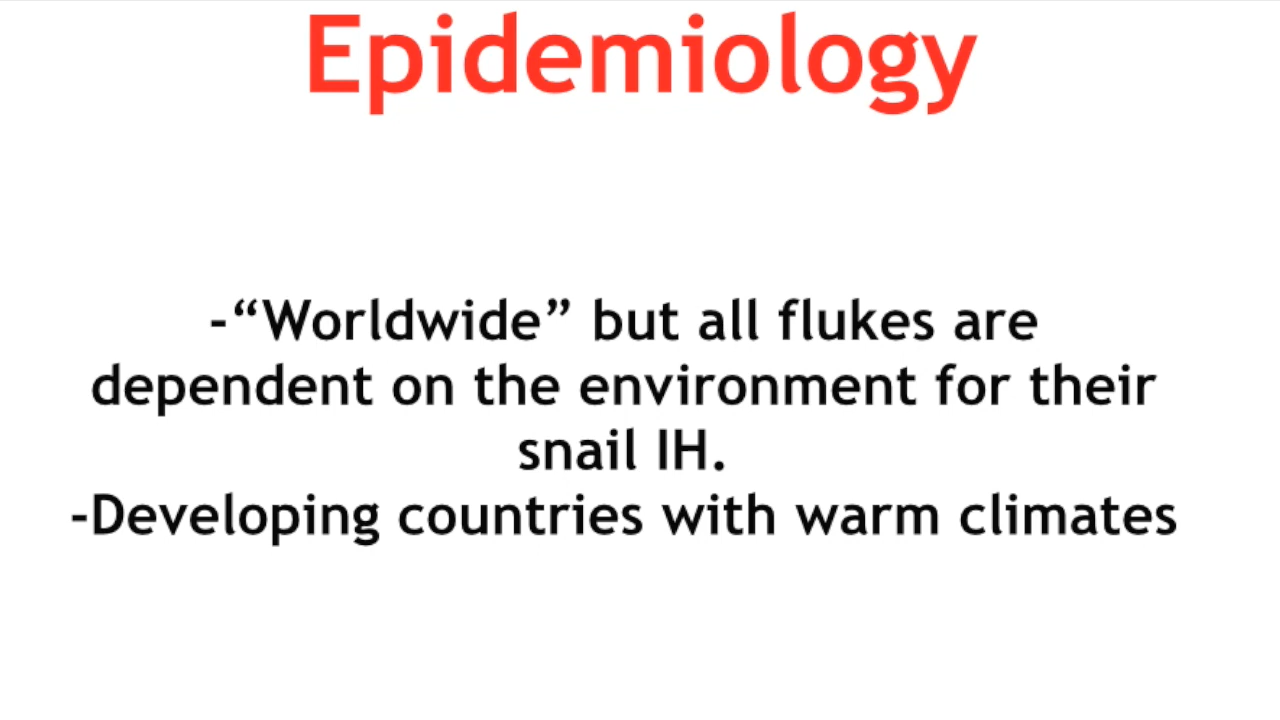 Epidemiology
-“Worldwide” but all flukes are
dependent on the environment for their
snail IH.
-Developing countries with warm climates